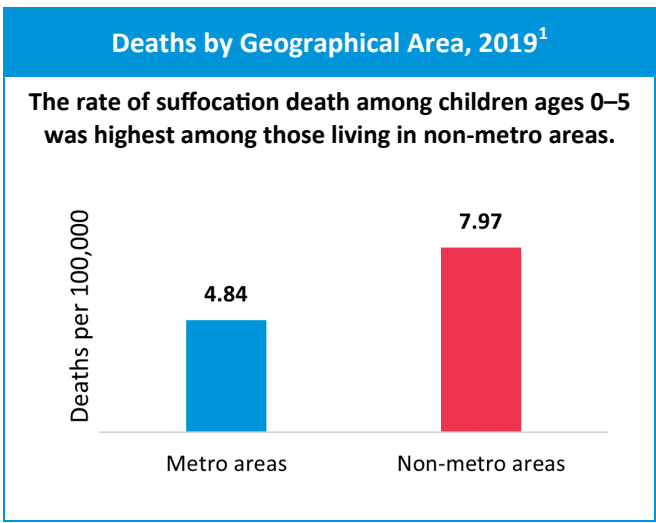 Deaths by Geographical Area, 2019¹
The rate of suffocation death among children ages 0–5
was highest among those living in non-metro areas.
Deaths per 100,000
7.97
4.84
Metro areas
Non-metro areas